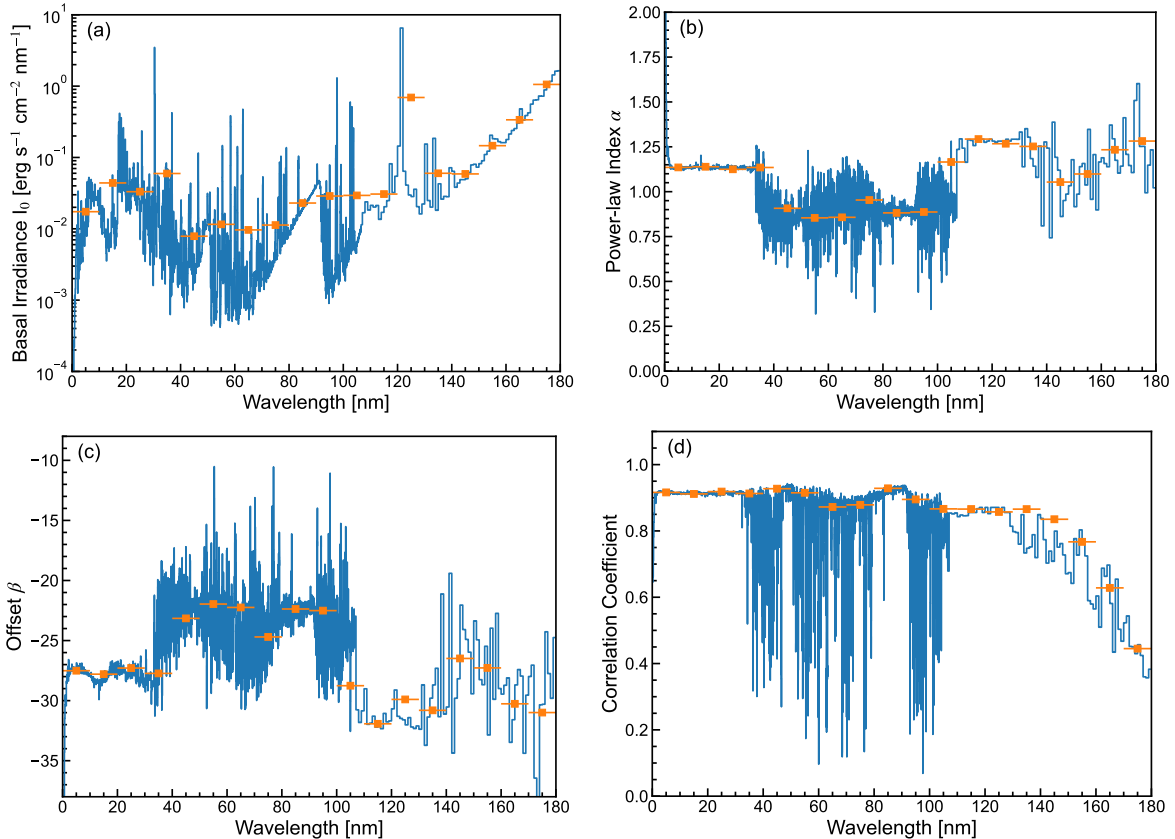 (a)
Basal Irradiance I₀ [erg s⁻¹ cm⁻² nm⁻¹]
10¹
10⁰
10⁻¹
10⁻²
10⁻³
10⁻⁴
0 20 40 60 80 100 120 140 160 180
Wavelength [nm]
(b)
Power-law Index α
2.00
1.75
1.50
1.25
1.00
0.75
0.50
0.25
0.00
0 20 40 60 80 100 120 140 160 180
Wavelength [nm]
(c)
Offset β
−10
−15
−20
−25
−30
−35
0 20 40 60 80 100 120 140 160 180
Wavelength [nm]
(d)
Correlation Coefficient
1.0
0.8
0.6
0.4
0.2
0.0
0 20 40 60 80 100 120 140 160 180
Wavelength [nm]